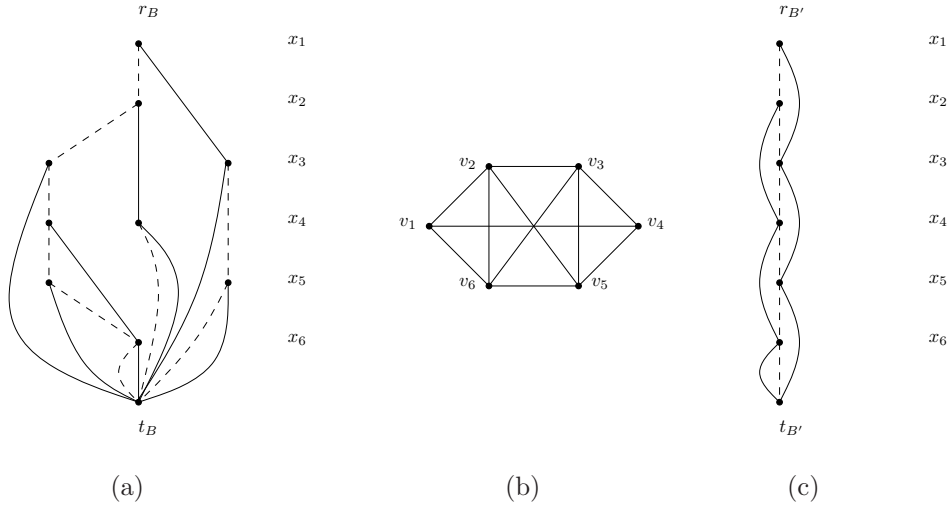 r_B
r_{B'}
x_1
x_1
x_2
x_2
v_2
v_3
x_3
x_3
v_1
v_4
x_4
x_4
v_6
v_5
x_5
x_5
x_6
x_6
t_B
t_{B'}
(a)
(b)
(c)